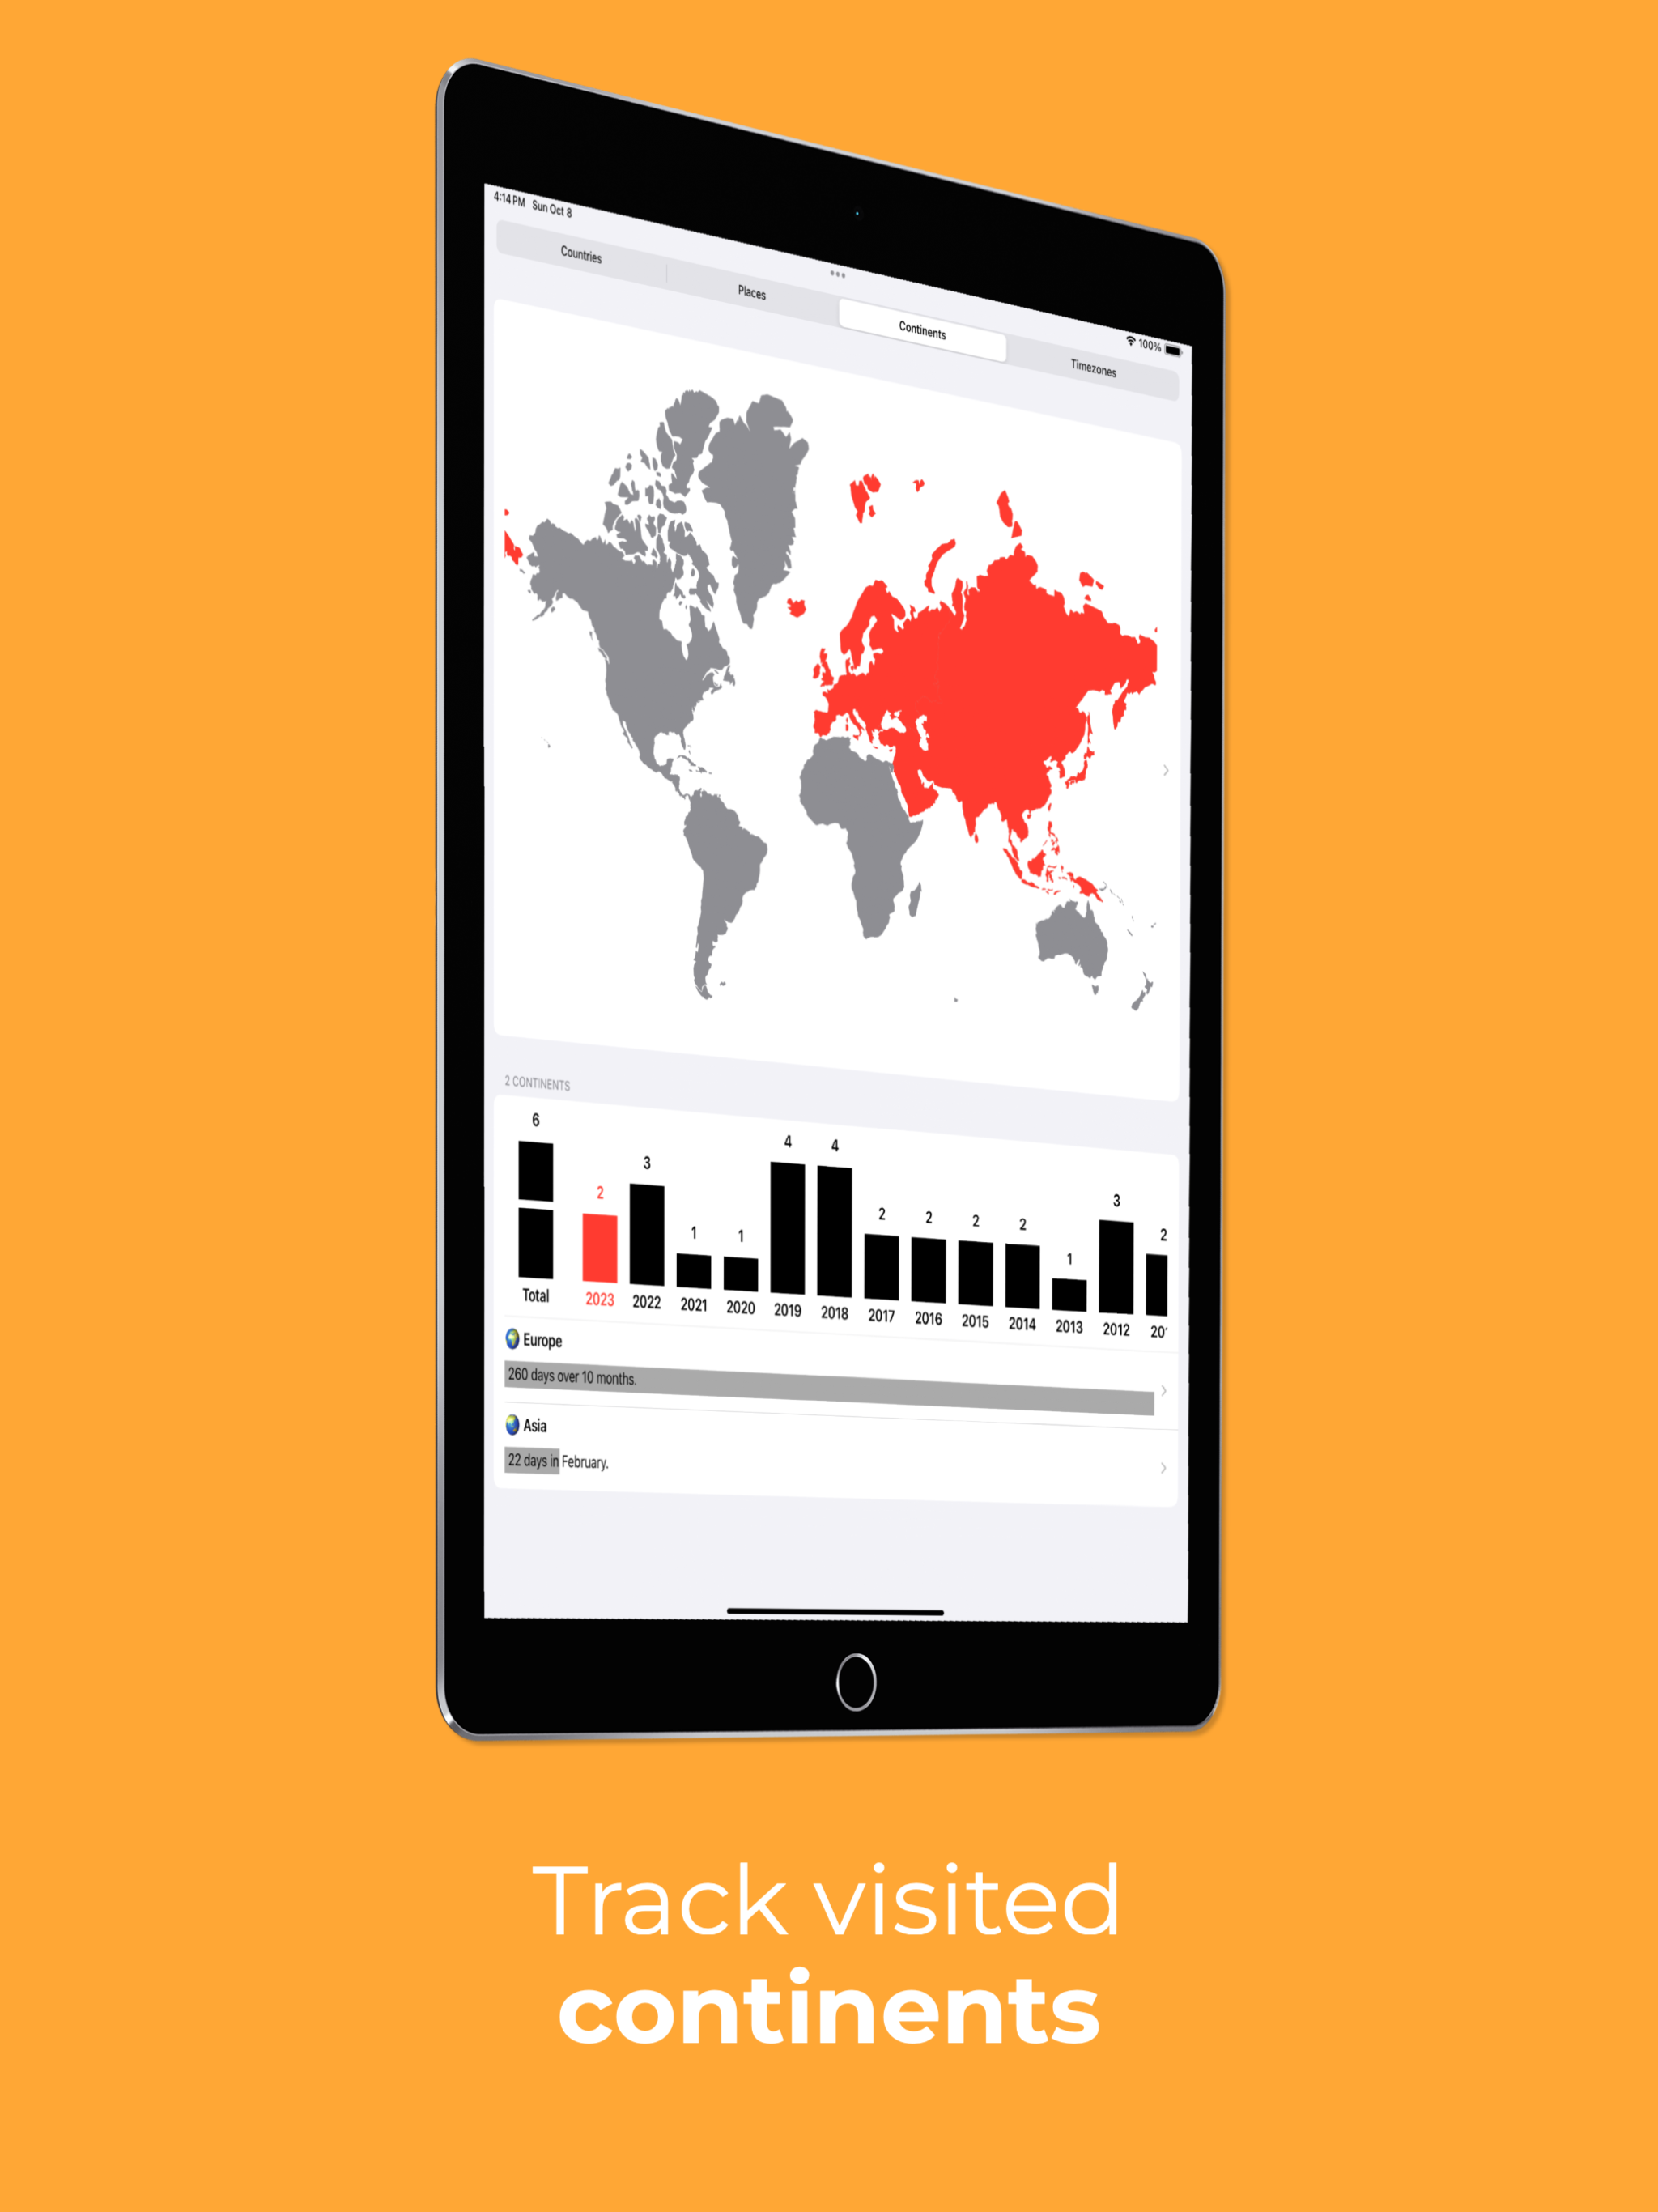 4:14 PM Sun Oct 8
100%
Countries
Places
Continents
Timezones
2 CONTINENTS
6
2
3
1
1
4
4
2
2
2
2
1
3
2
Total
2023
2022
2021
2020
2019
2018
2017
2016
2015
2014
2013
2012
Europe
260 days over 10 months.
Asia
22 days in February.
Track visited
continents